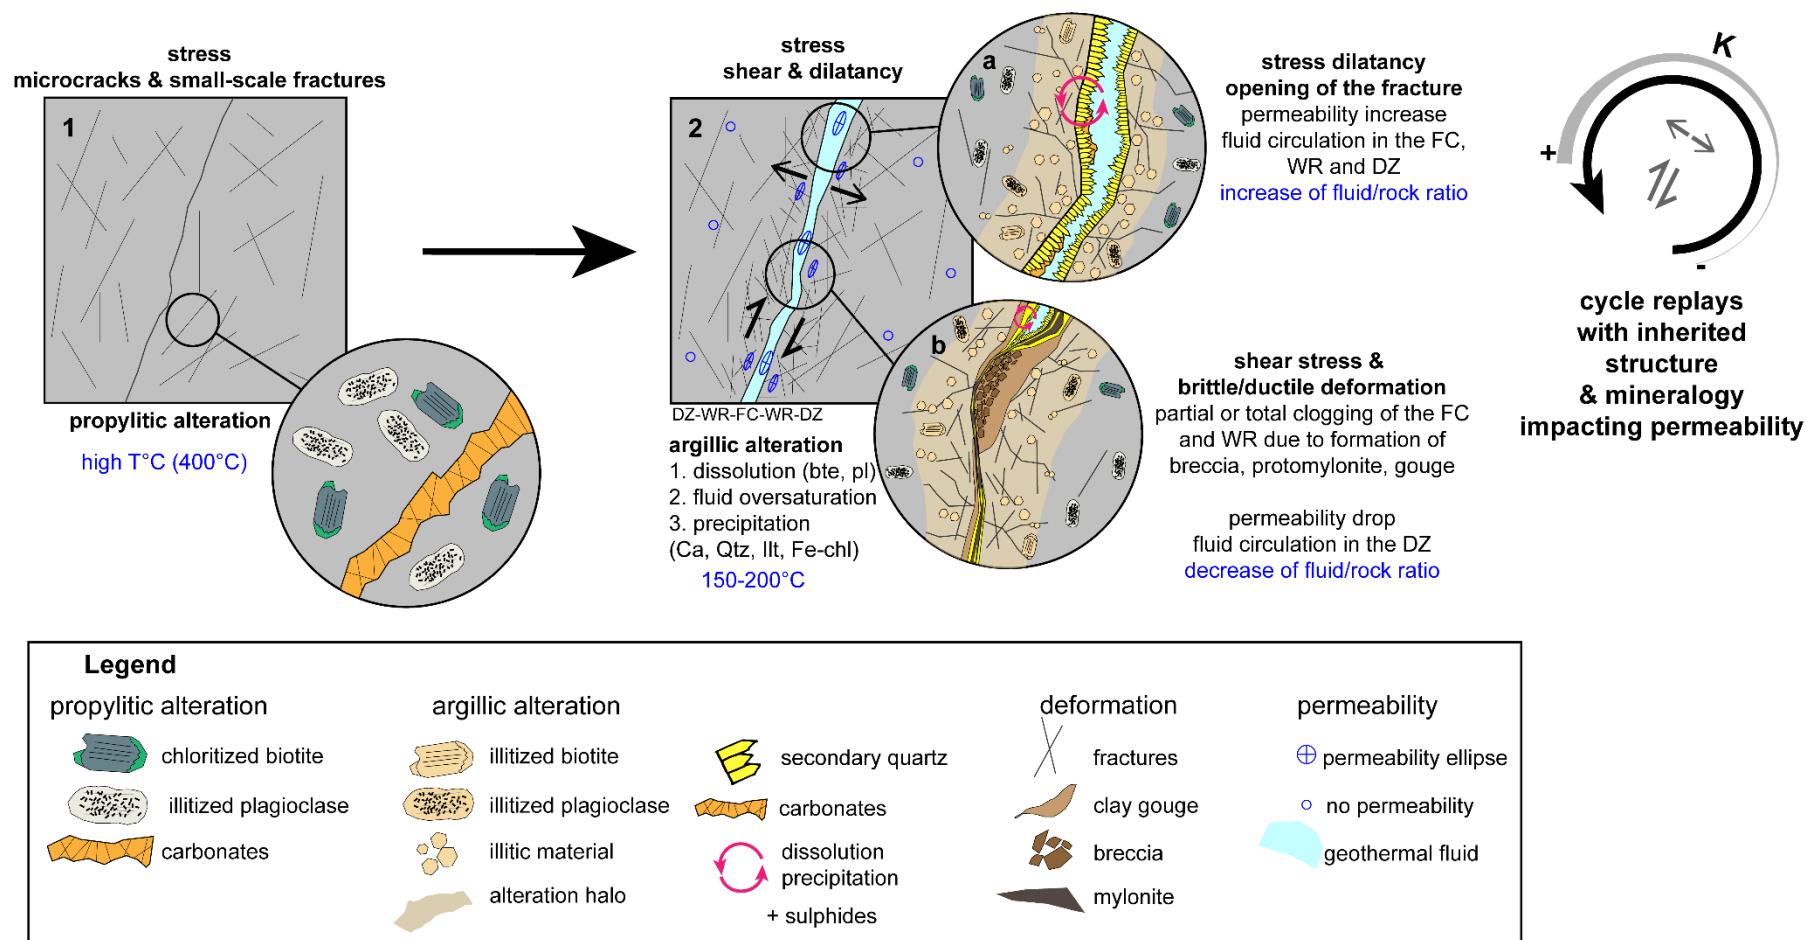 stress
microcracks & small-scale fractures
1
propylitic alteration
high T°C (400°C)
stress
shear & dilatancy
2
DZ-WR-FC-WR-DZ
argillic alteration
1. dissolution (bte, pl)
2. fluid oversaturation
3. precipitation
(Ca, Qtz, Ilt, Fe-chl)
150-200°C
a
stress dilatancy
opening of the fracture
permeability increase
fluid circulation in the FC,
WR and DZ
increase of fluid/rock ratio
b
shear stress &
brittle/ductile deformation
partial or total clogging of the FC
and WR due to formation of
breccia, protomylonite, gouge
permeability drop
fluid circulation in the DZ
decrease of fluid/rock ratio
K
+
-
cycle replays
with inherited
structure
& mineralogy
impacting permeability
Legend
propylitic alteration
chloritized biotite
illitized plagioclase
carbonates
argillic alteration
illitized biotite
illitized plagioclase
illitic material
alteration halo
secondary quartz
carbonates
dissolution
precipitation
+ sulphides
deformation
fractures
clay gouge
breccia
mylonite
permeability
permeability ellipse
no permeability
geothermal fluid